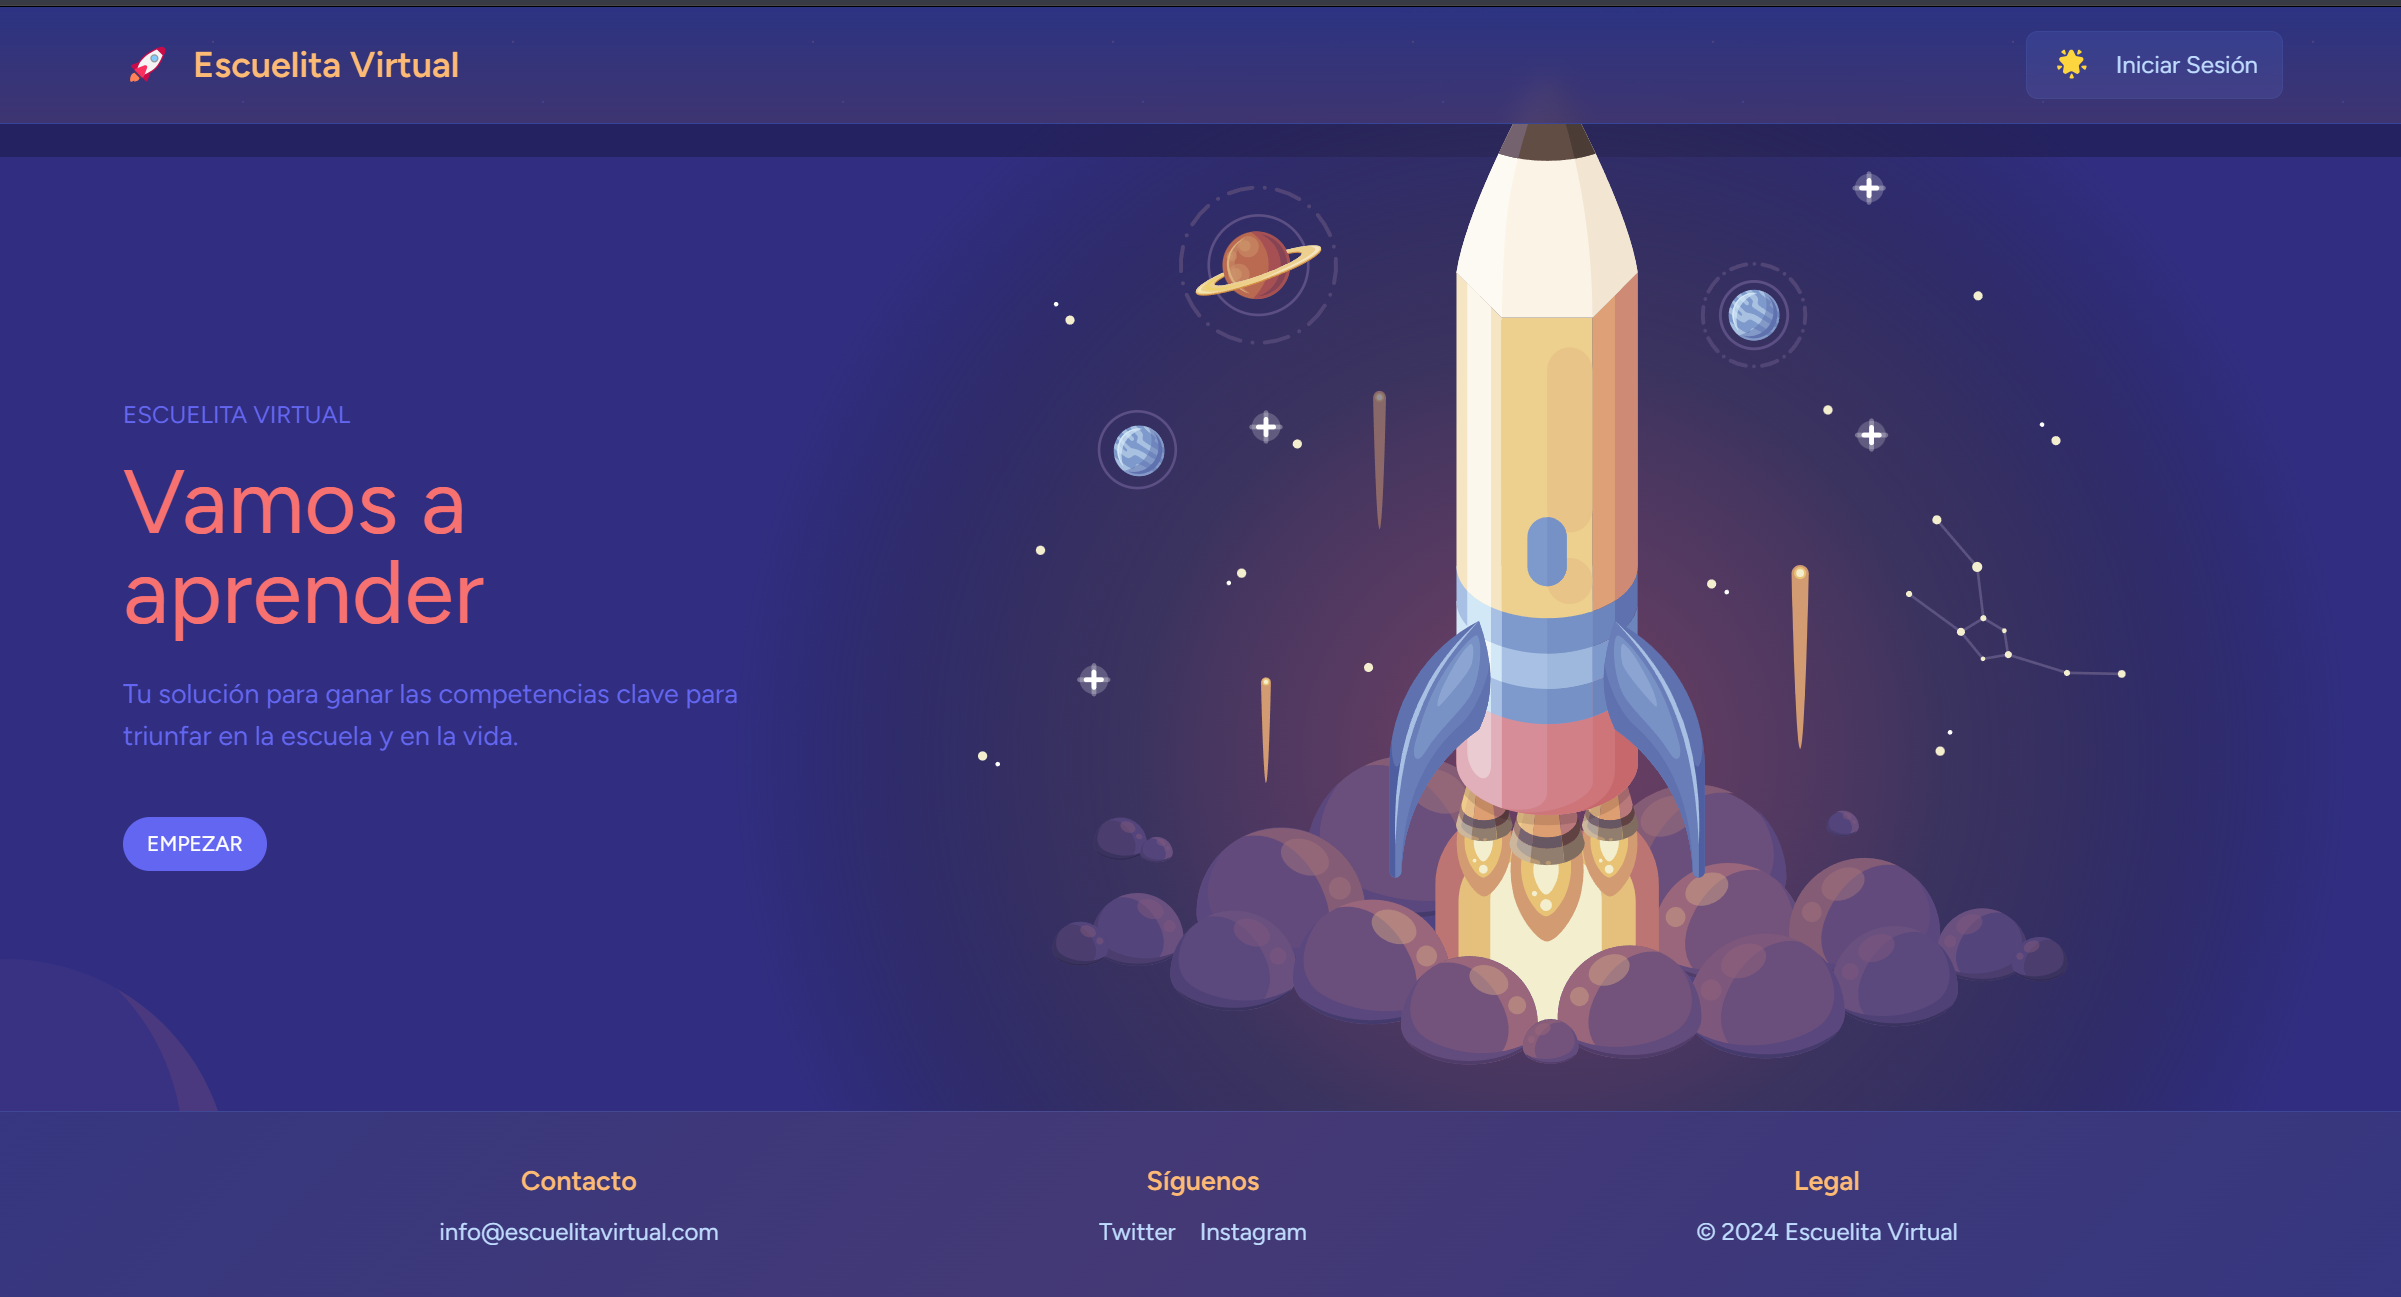 Escuelita Virtual
Iniciar Sesión
ESCUELITA VIRTUAL
Vamos a
aprender
Tu solución para ganar las competencias clave para
triunfar en la escuela y en la vida.
EMPEZAR
Contacto
info@escuelitavirtual.com
Síguenos
Twitter Instagram
Legal
© 2024 Escuelita Virtual